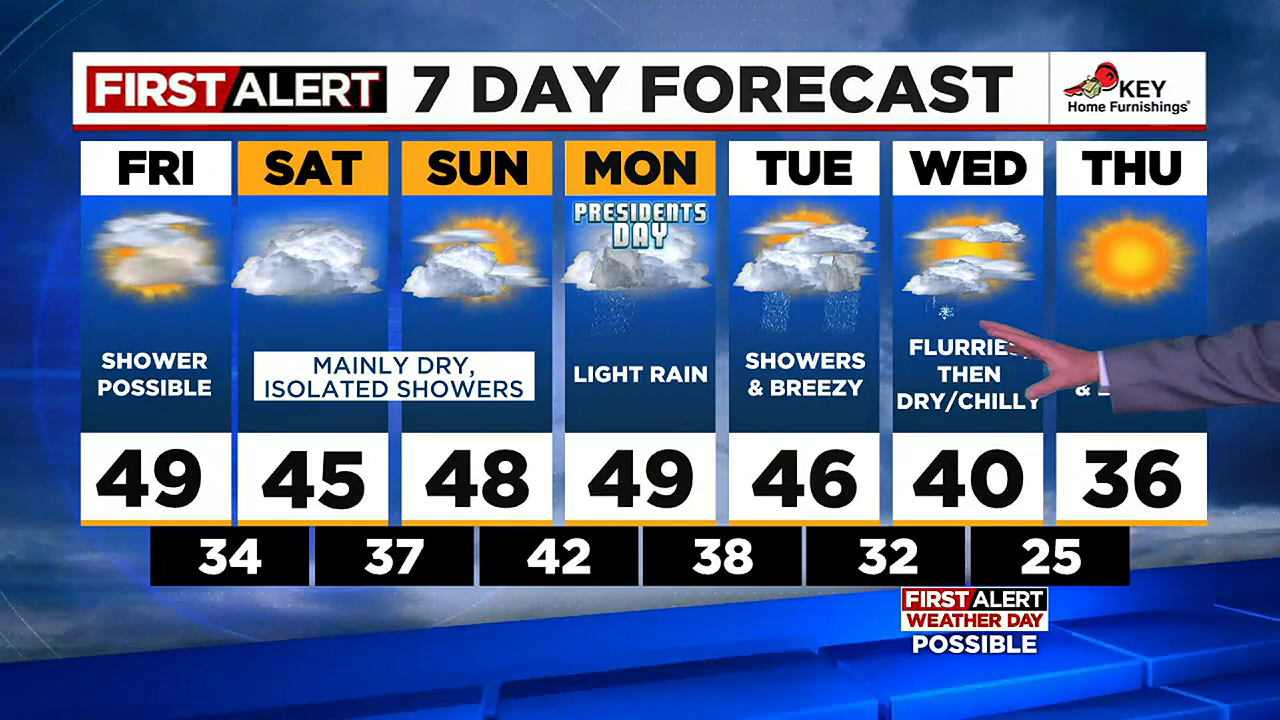 FIRST ALERT 7 DAY FORECAST
KEY
Home Furnishings
FRI SAT SUN MON TUE WED THU
PRESIDENTS
DAY
SHOWER
POSSIBLE
MAINLY DRY,
ISOLATED SHOWERS
LIGHT RAIN
SHOWERS
& BREEZY
FLURRIES
THEN
DRY/CHILLY
&
49 45 48 49 46 40 36
34 37 42 38 32 25
FIRST ALERT
WEATHER DAY
POSSIBLE